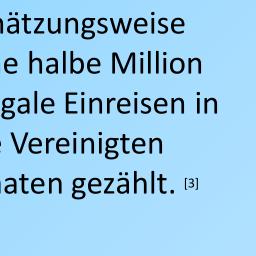 hätzungsweise
e halbe Million
gale Einreisen in
e Vereinigten
aaten gezählt. [3]